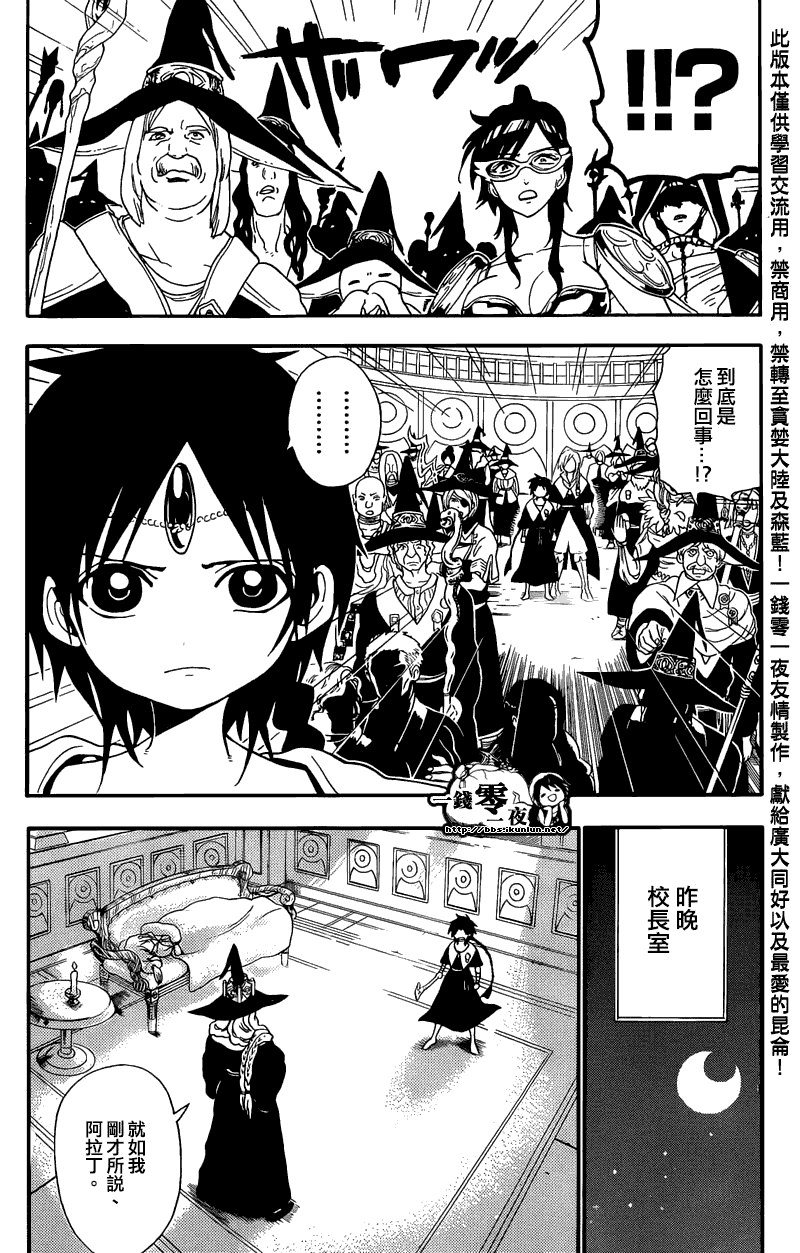 ザワッ
!!?
到底是
怎麼回事…!?
……
……
昨晚
校長室
就如我
剛才所說、
阿拉丁。
一錢零一夜
http://bbs.ikunlun.net/
此版本僅供學習交流用，禁商用，禁轉至貪婪大陸及森藍！一錢零一夜友情製作，獻給廣大同好以及最愛的昆侖！